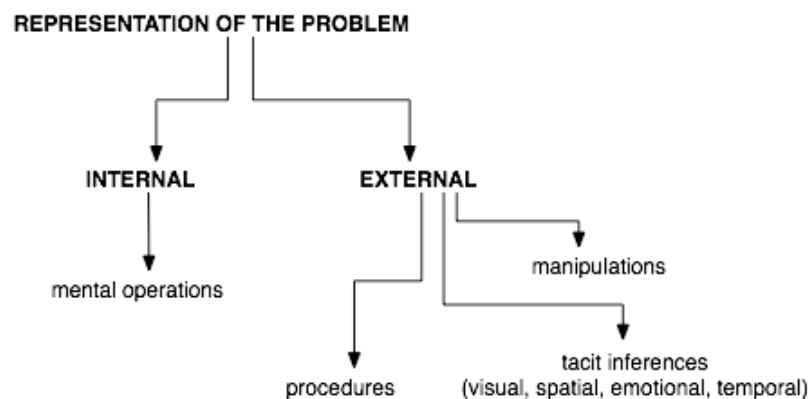 REPRESENTATION OF THE PROBLEM
INTERNAL
EXTERNAL
manipulations
mental operations
tacit inferences
procedures
(visual, spatial, emotional, temporal)